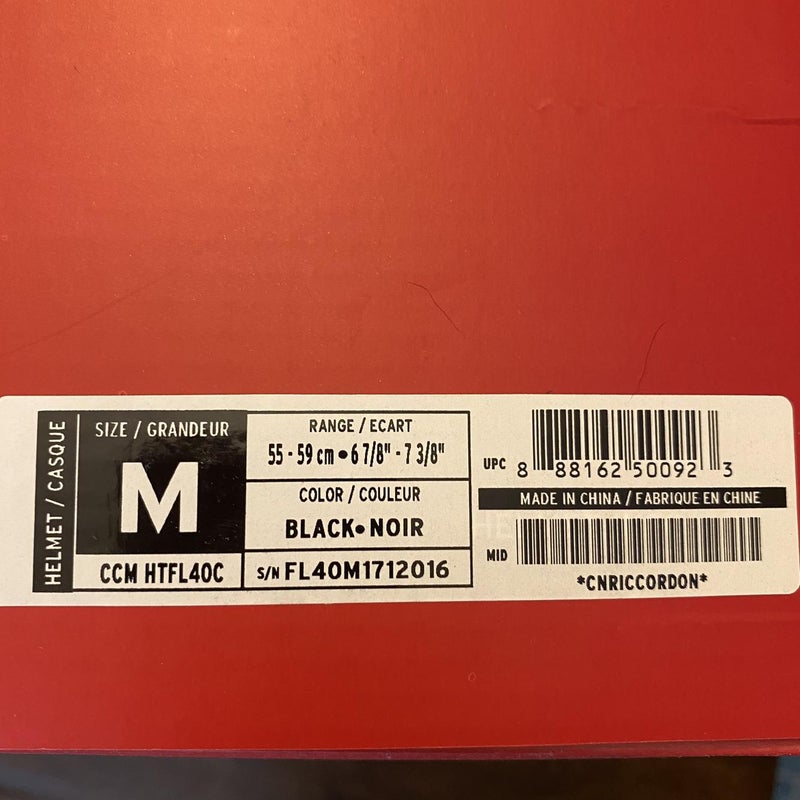 HELMET / CASQUE
SIZE / GRANDEUR
M
CCM HTFL40C
RANGE / ECART
55 - 59 cm • 6 7/8" - 7 3/8"
COLOR / COULEUR
BLACK • NOIR
S/N FL40M1712016
UPC 8 88162 50092 3
MADE IN CHINA / FABRIQUE EN CHINE
MID
*CNRICCORDON*